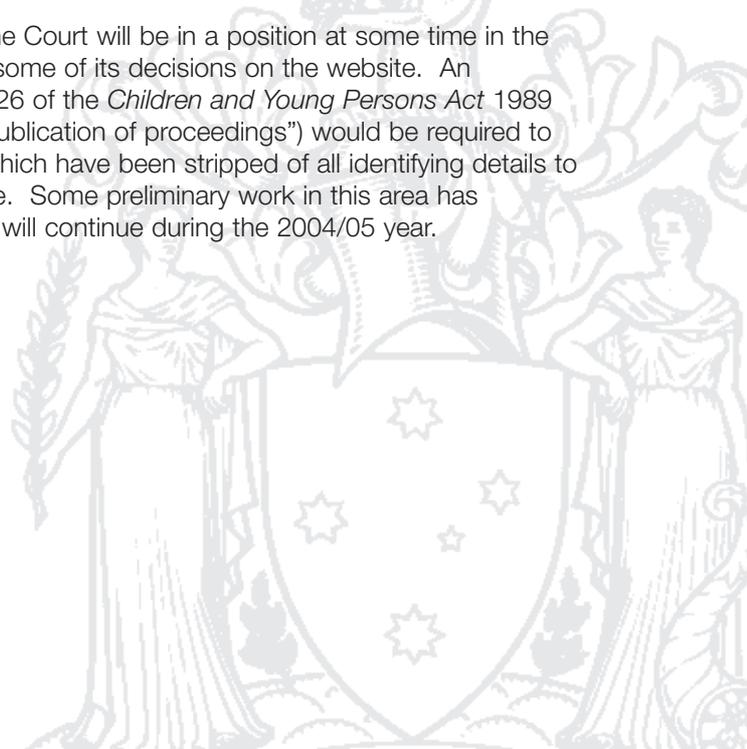 e Court will be in a position at some time in the
some of its decisions on the website. An
26 of the Children and Young Persons Act 1989
ublication of proceedings”) would be required to
hich have been stripped of all identifying details to
e. Some preliminary work in this area has
will continue during the 2004/05 year.